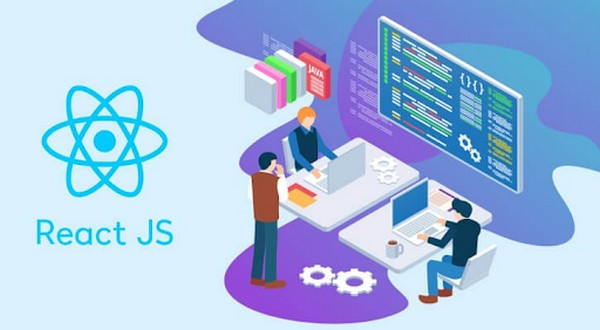 React JS
JAVA
{ } { }